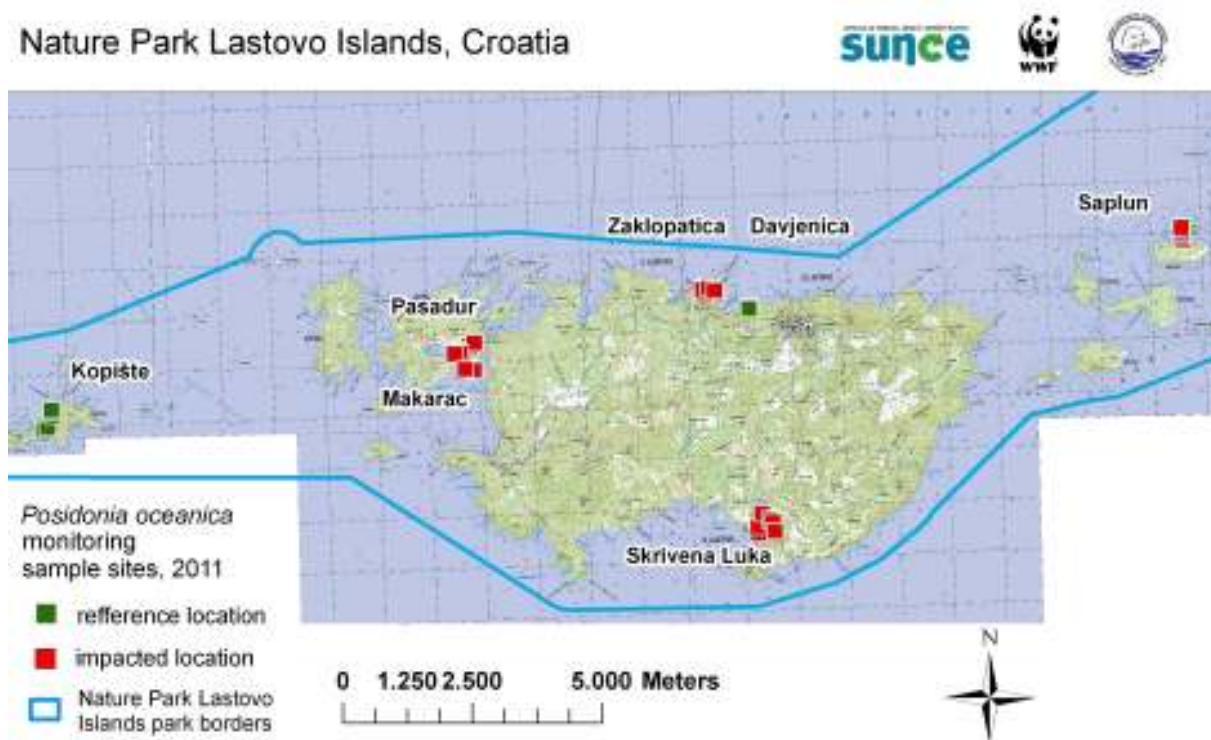 Nature Park Lastovo Islands, Croatia
sunce
WWF
Saplun
Zaklopatica Davjenica
Pasadur
Kopište
Makarac
Skrivena Luka
Posidonia oceanica
monitoring
sample sites, 2011
refference location
impacted location
Nature Park Lastovo
Islands park borders
0 1.250 2.500 5.000 Meters
N